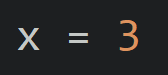 x = 3